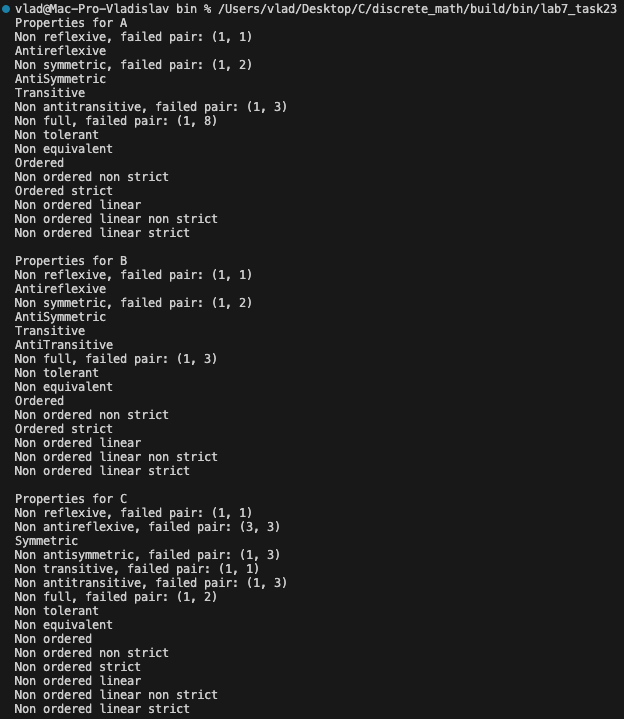 vlad@Mac-Pro-Vladislav bin % /Users/vlad/Desktop/C/discrete_math/build/bin/lab7_task23
Properties for A
Non reflexive, failed pair: (1, 1)
Antireflexive
Non symmetric, failed pair: (1, 2)
AntiSymmetric
Transitive
Non antitransitive, failed pair: (1, 3)
Non full, failed pair: (1, 8)
Non tolerant
Non equivalent
Ordered
Non ordered non strict
Ordered strict
Non ordered linear
Non ordered linear non strict
Non ordered linear strict
Properties for B
Non reflexive, failed pair: (1, 1)
Antireflexive
Non symmetric, failed pair: (1, 2)
AntiSymmetric
Transitive
AntiTransitive
Non full, failed pair: (1, 3)
Non tolerant
Non equivalent
Ordered
Non ordered non strict
Ordered strict
Non ordered linear
Non ordered linear non strict
Non ordered linear strict
Properties for C
Non reflexive, failed pair: (1, 1)
Non antireflexive, failed pair: (3, 3)
Symmetric
Non antisymmetric, failed pair: (1, 3)
Non transitive, failed pair: (1, 1)
Non antitransitive, failed pair: (1, 3)
Non full, failed pair: (1, 2)
Non tolerant
Non equivalent
Non ordered
Non ordered non strict
Non ordered strict
Non ordered linear
Non ordered linear non strict
Non ordered linear strict